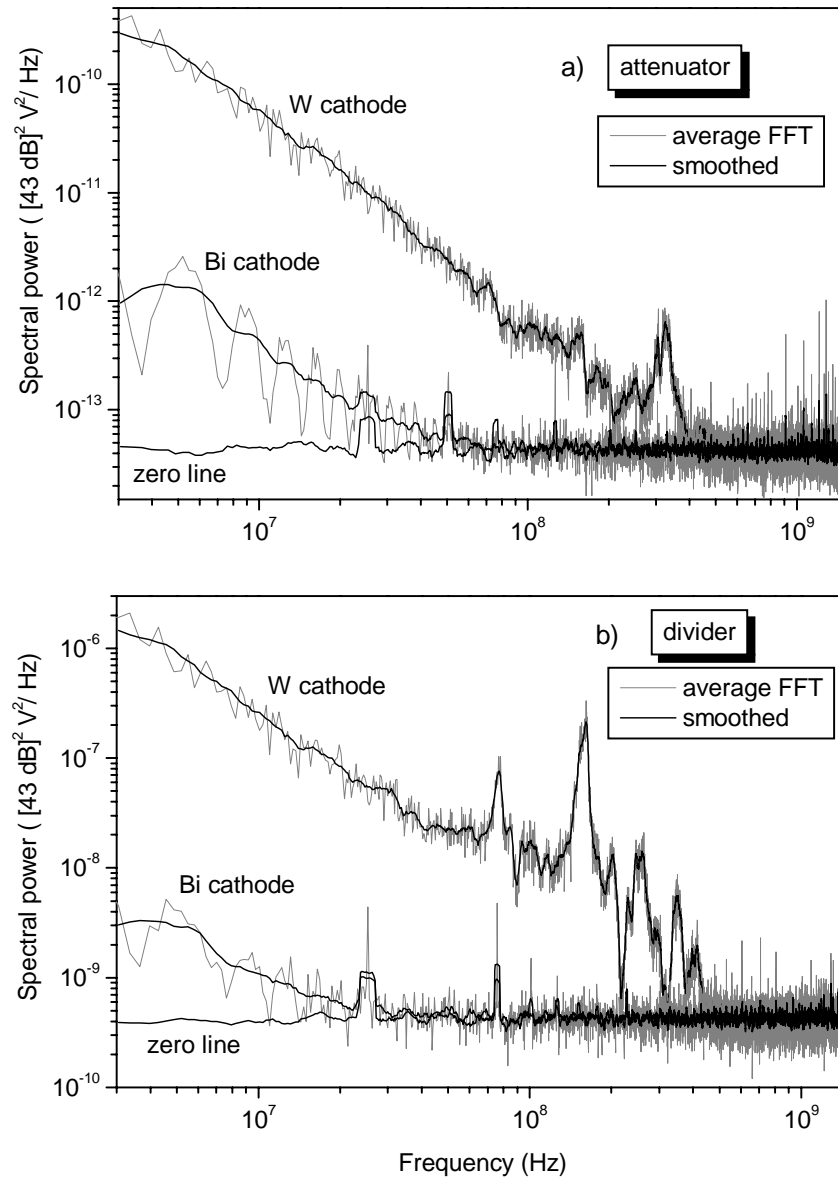 a)
attenuator
average FFT
smoothed
W cathode
Bi cathode
zero line
Spectral power ( [43 dB]² V²/ Hz)
10⁻¹⁰
10⁻¹¹
10⁻¹²
10⁻¹³
10⁷
10⁸
10⁹
b)
divider
average FFT
smoothed
W cathode
Bi cathode
zero line
Spectral power ( [43 dB]² V²/ Hz)
10⁻⁶
10⁻⁷
10⁻⁸
10⁻⁹
10⁻¹⁰
10⁷
10⁸
10⁹
Frequency (Hz)